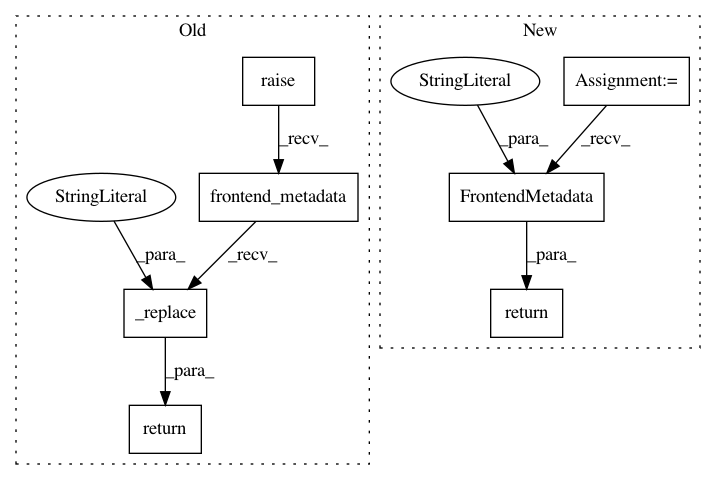 Old
raise
_recv_
StringLiteral
frontend_metadata
_para_
_recv_
_replace
_para_
return
New
StringLiteral
Assignment:=
_para_
_recv_
FrontendMetadata
_para_
return